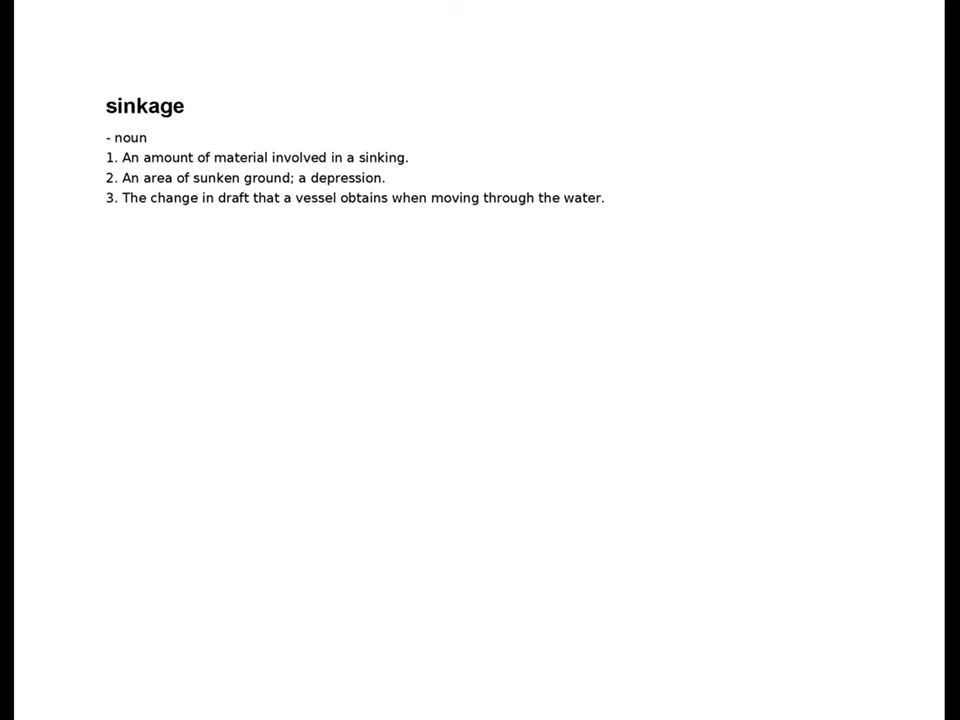 sinkage
- noun
1. An amount of material involved in a sinking.
2. An area of sunken ground; a depression.
3. The change in draft that a vessel obtains when moving through the water.